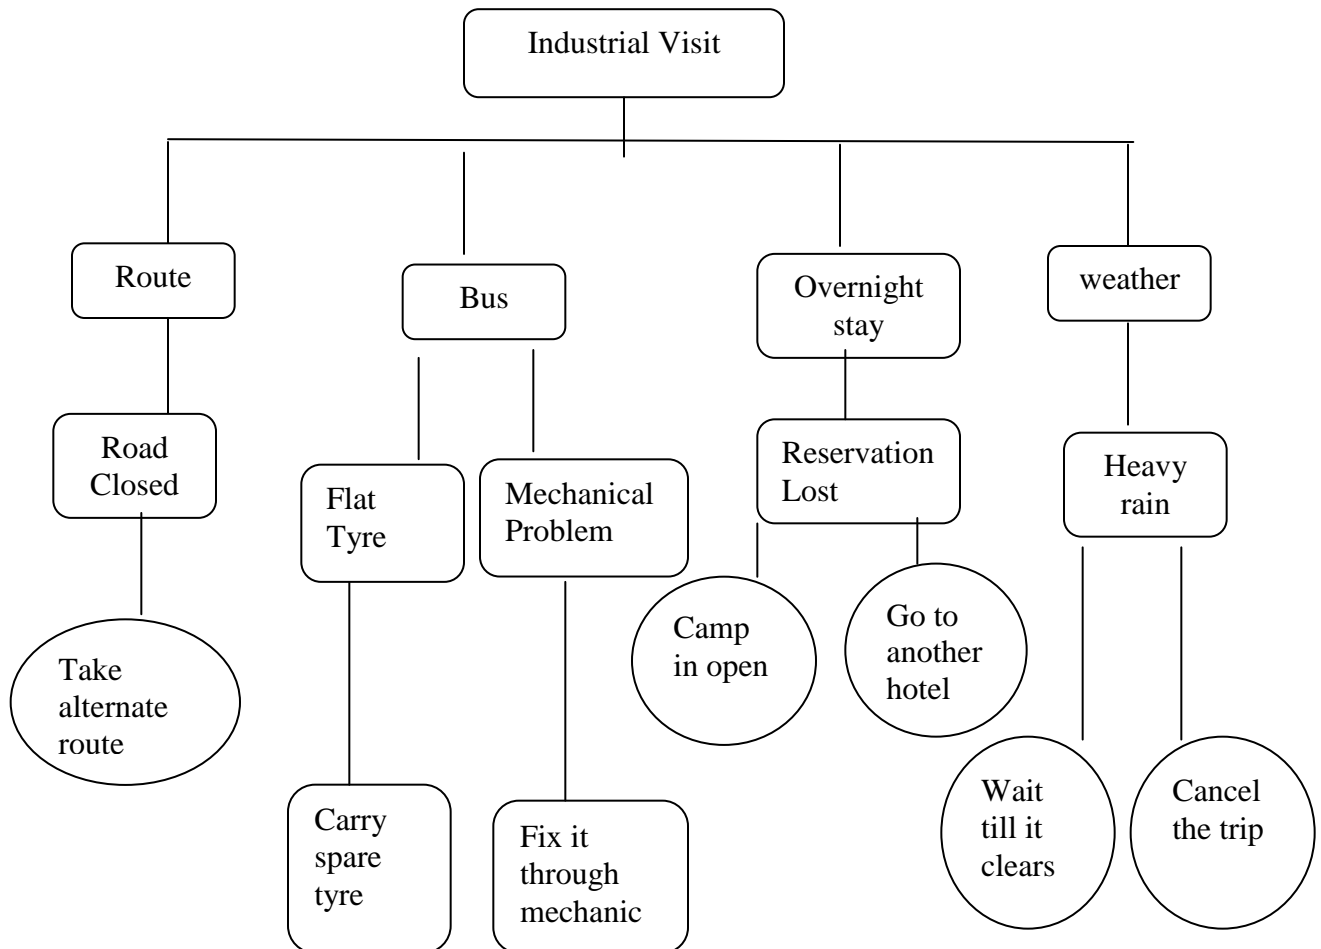 Industrial Visit
Route
Bus
Overnight
stay
weather
Road
Closed
Flat
Tyre
Mechanical
Problem
Reservation
Lost
Heavy
rain
Take
alternate
route
Camp
in open
Go to
another
hotel
Carry
spare
tyre
Fix it
through
mechanic
Wait
till it
clears
Cancel
the trip